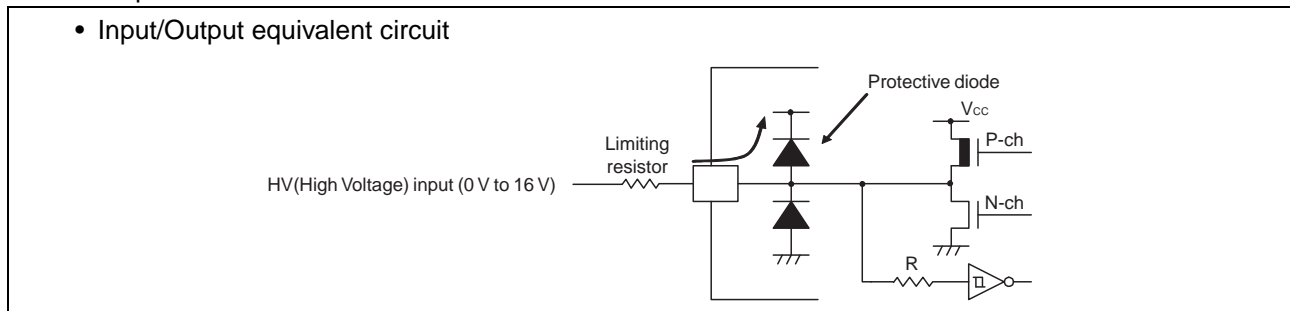 • Input/Output equivalent circuit
Protective diode
Vcc
P-ch
Limiting
resistor
HV(High Voltage) input (0 V to 16 V)
N-ch
R